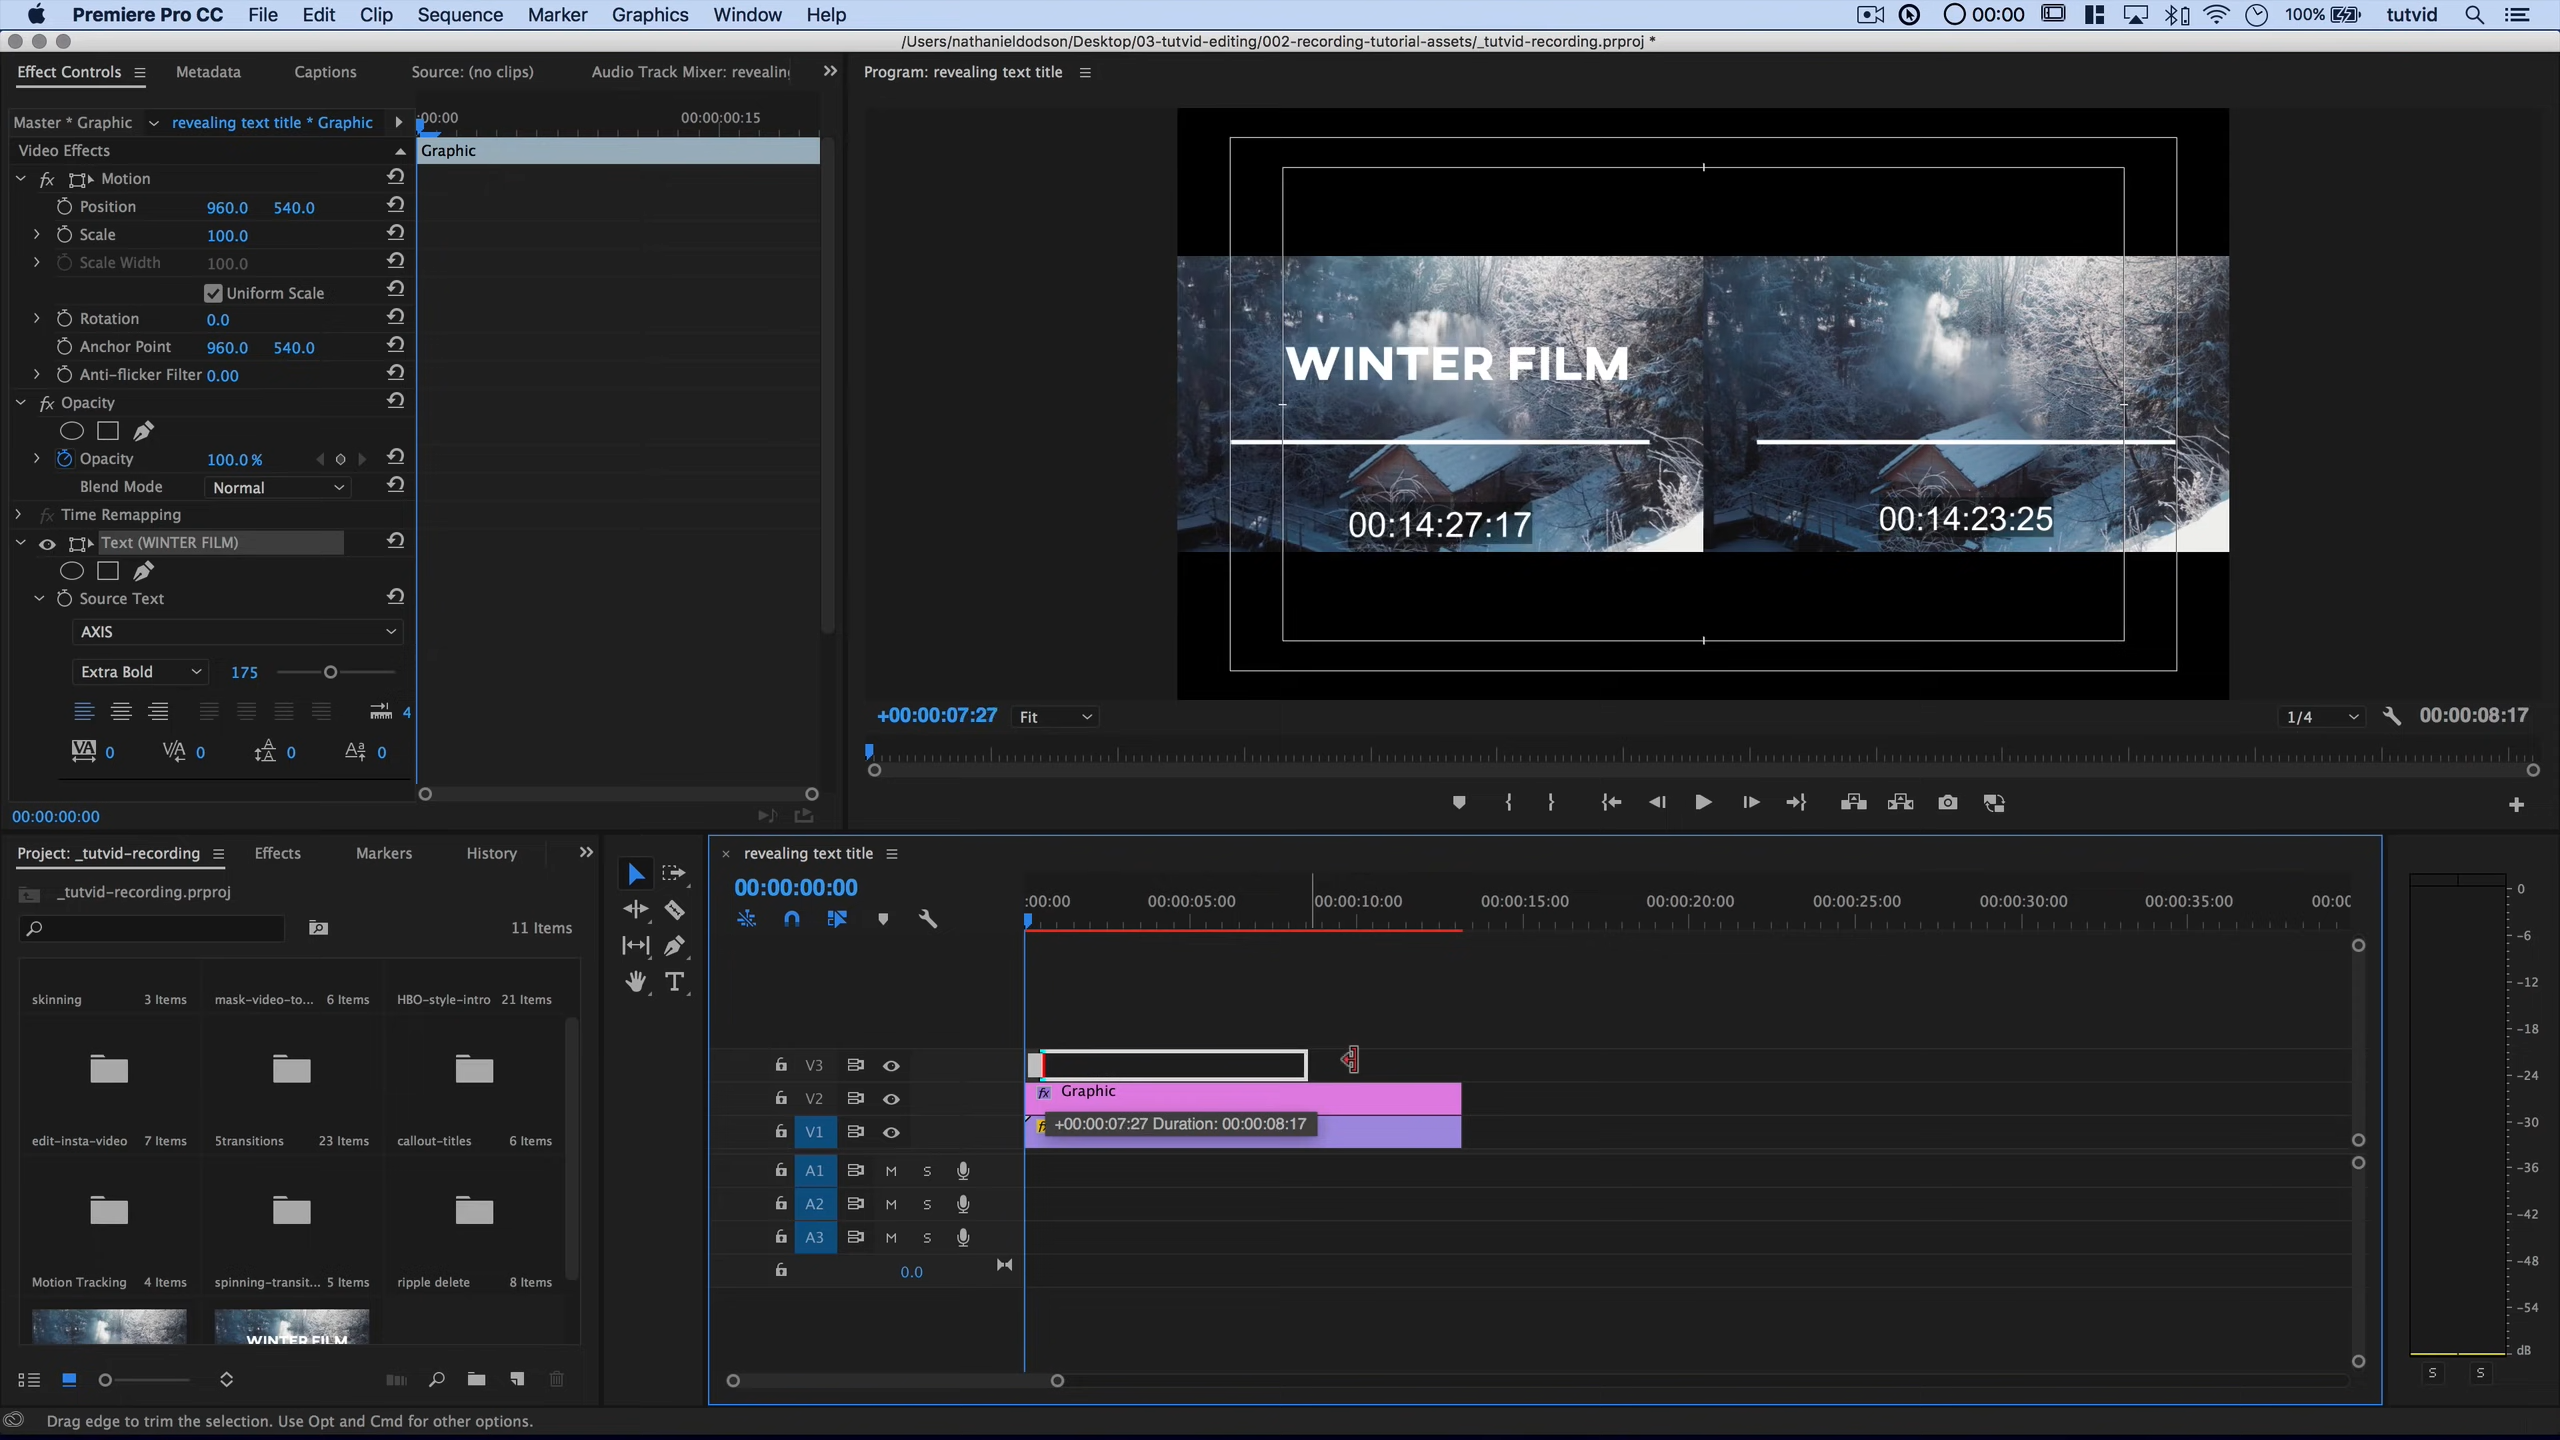 Premiere Pro CC File Edit Clip Sequence Marker Graphics Window Help 00:00 100% tutvid
/Users/nathanieldodson/Desktop/03-tutvid-editing/002-recording-tutorial-assets/_tutvid-recording.prproj *
Effect Controls Metadata Captions Source: (no clips) Audio Track Mixer: revealing
Master * Graphic revealing text title * Graphic
:00:00 00:00:00:15
Video Effects
Graphic
fx Motion
Position 960.0 540.0
Scale 100.0
Scale Width 100.0
Uniform Scale
Rotation 0.0
Anchor Point 960.0 540.0
Anti-flicker Filter 0.00
fx Opacity
Opacity 100.0 %
Blend Mode Normal
fx Time Remapping
Text (WINTER FILM)
Source Text
AXIS
Extra Bold 175
4
VA 0 VA 0 0 Aa 0
00:00:00:00
Program: revealing text title
WINTER FILM
00:14:27:17 00:14:23:25
+00:00:07:27 Fit 1/4 00:00:08:17
Project: _tutvid-recording Effects Markers History
_tutvid-recording.prproj
11 Items
skinning 3 Items mask-video-to... 6 Items HBO-style-intro 21 Items
edit-insta-video 7 Items 5transitions 23 Items callout-titles 6 Items
Motion Tracking 4 Items spinning-transit... 5 Items ripple delete 8 Items
WINTER FILM
T
× revealing text title
00:00:00:00
:00:00 00:00:05:00 00:00:10:00 00:00:15:00 00:00:20:00 00:00:25:00 00:00:30:00 00:00:35:00 00:00
V3
V2 fx Graphic
V1 +00:00:07:27 Duration: 00:00:08:17
A1 M S
A2 M S
A3 M S
0.0
0
-6
-12
-18
-24
-30
-36
-42
-48
-54
dB
S S
Drag edge to trim the selection. Use Opt and Cmd for other options.